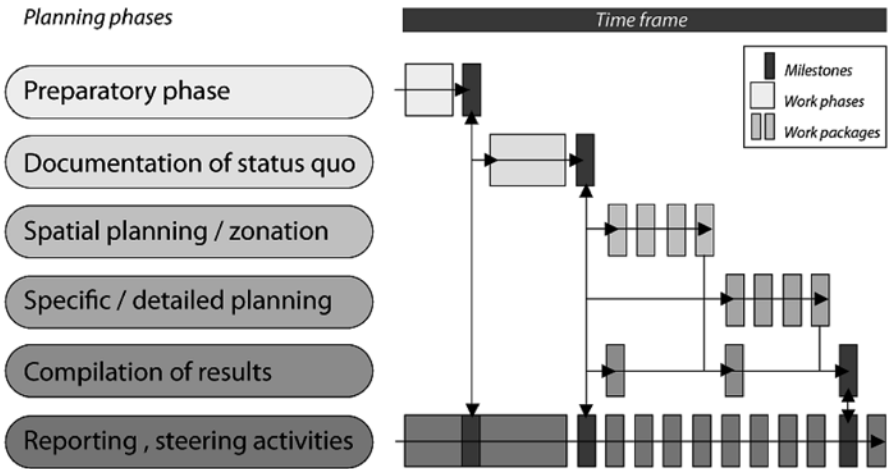 Planning phases
Time frame
Milestones
Work phases
Work packages
Preparatory phase
Documentation of status quo
Spatial planning / zonation
Specific / detailed planning
Compilation of results
Reporting , steering activities